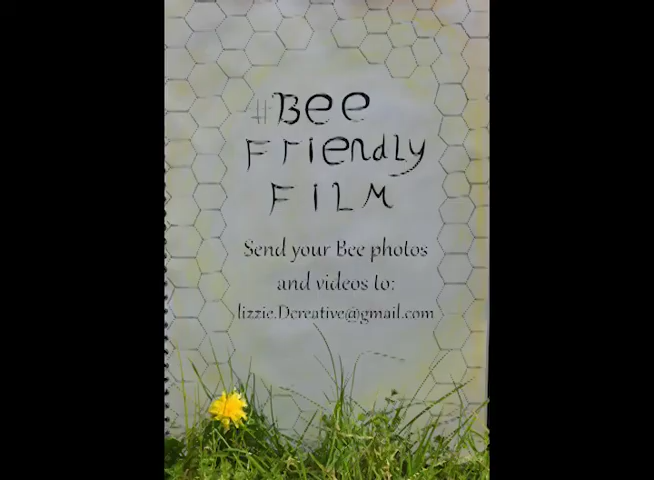 #Bee
Friendly
FILM
Send your Bee photos
and videos to:
lizzie.Dcreative@gmail.com